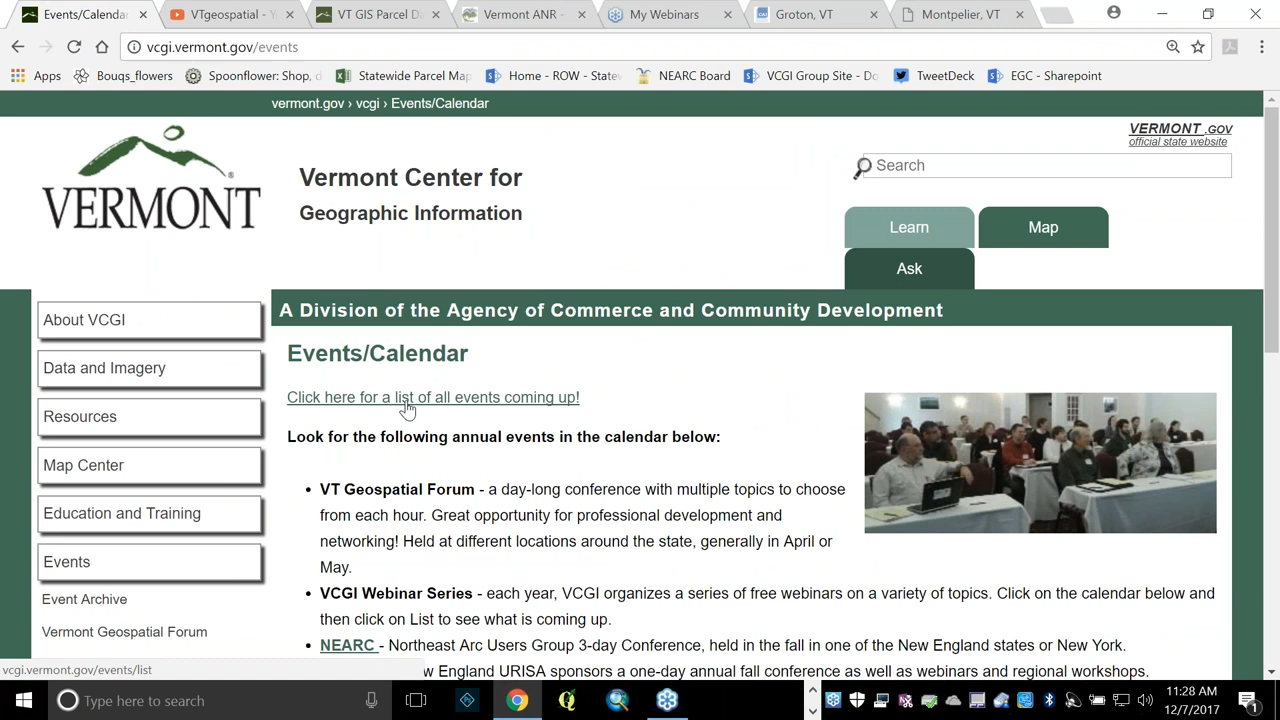 Events/Calendar
VTgeospatial - Y
VT GIS Parcel Da
Vermont ANR -
My Webinars
Groton, VT
Montpelier, VT
vcgi.vermont.gov/events
Apps
Bouqs_flowers
Spoonflower: Shop, d
Statewide Parcel Map
Home - ROW - Statev
NEARC Board
VCGI Group Site - Do
TweetDeck
EGC - Sharepoint
vermont.gov › vcgi › Events/Calendar
VERMONT .GOV
official state website
VERMONT
Vermont Center for
Geographic Information
Search
Learn
Map
Ask
A Division of the Agency of Commerce and Community Development
About VCGI
Data and Imagery
Resources
Map Center
Education and Training
Events
Event Archive
Vermont Geospatial Forum
Events/Calendar
Click here for a list of all events coming up!
Look for the following annual events in the calendar below:
• VT Geospatial Forum - a day-long conference with multiple topics to choose
from each hour. Great opportunity for professional development and
networking! Held at different locations around the state, generally in April or
May.
• VCGI Webinar Series - each year, VCGI organizes a series of free webinars on a variety of topics. Click on the calendar below and
then click on List to see what is coming up.
• NEARC - Northeast Arc Users Group 3-day Conference, held in the fall in one of the New England states or New York.
w England URISA sponsors a one-day annual fall conference as well as webinars and regional workshops.
vcgi.vermont.gov/events/list
Type here to search
11:28 AM
12/7/2017
1